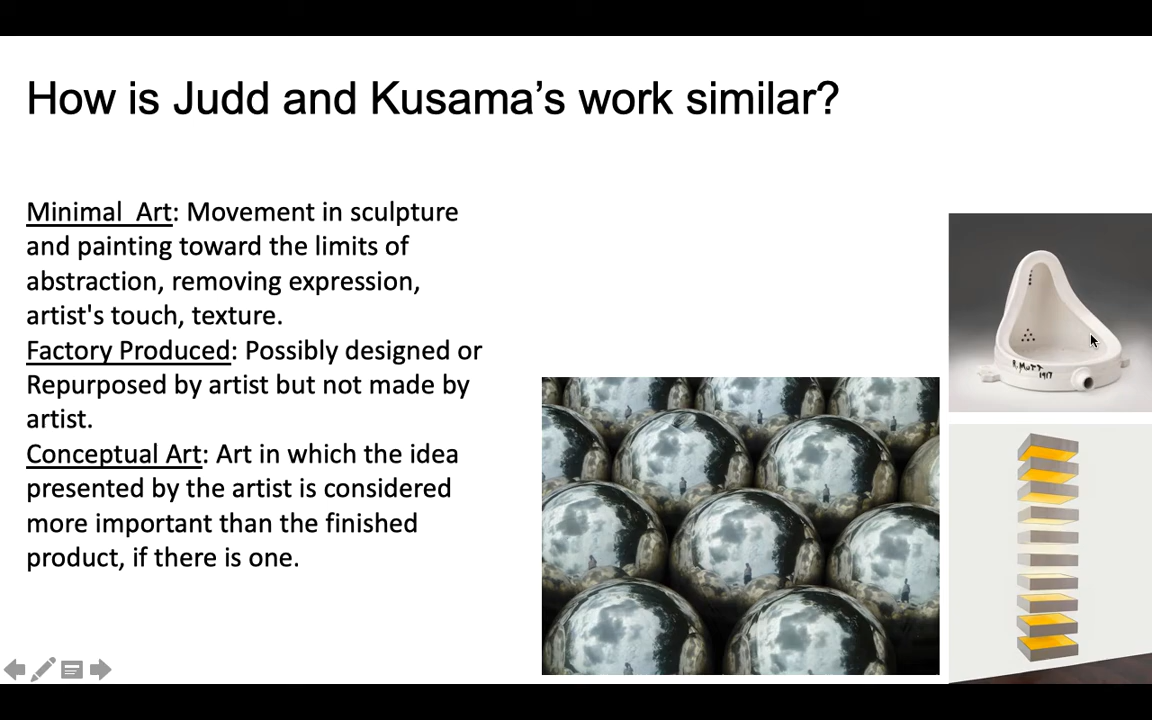 How is Judd and Kusama’s work similar?
Minimal  Art: Movement in sculpture
and painting toward the limits of
abstraction, removing expression,
artist's touch, texture.
Factory Produced: Possibly designed or
Repurposed by artist but not made by
artist.
Conceptual Art: Art in which the idea
presented by the artist is considered
more important than the finished
product, if there is one.
R. MUTT
1917